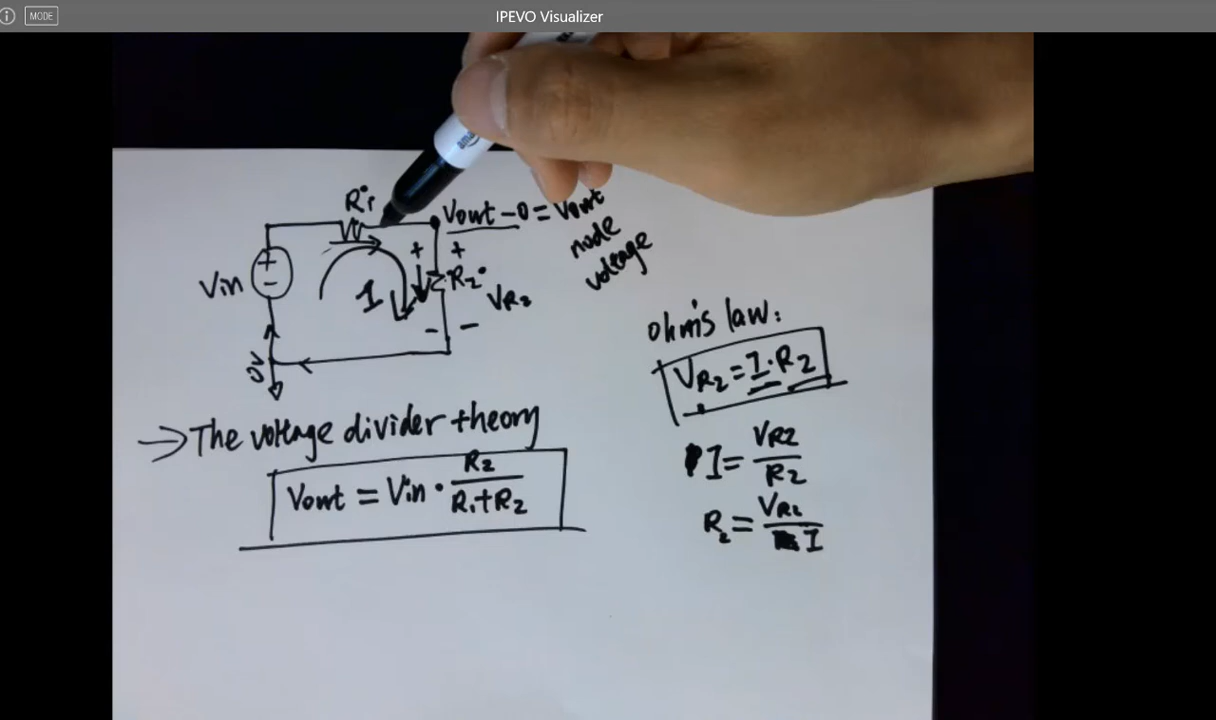 MODE
IPEVO Visualizer
R1
Vout - 0 = Vout
node
voltage
+
+
+
R2
Vin
-
I
VR2
-
-
0V
ohm's law:
VR2 = I·R2
→ The voltage divider theory
I = VR2 / R2
Vout = Vin · R2 / R1+R2
R2 = VR2 / I